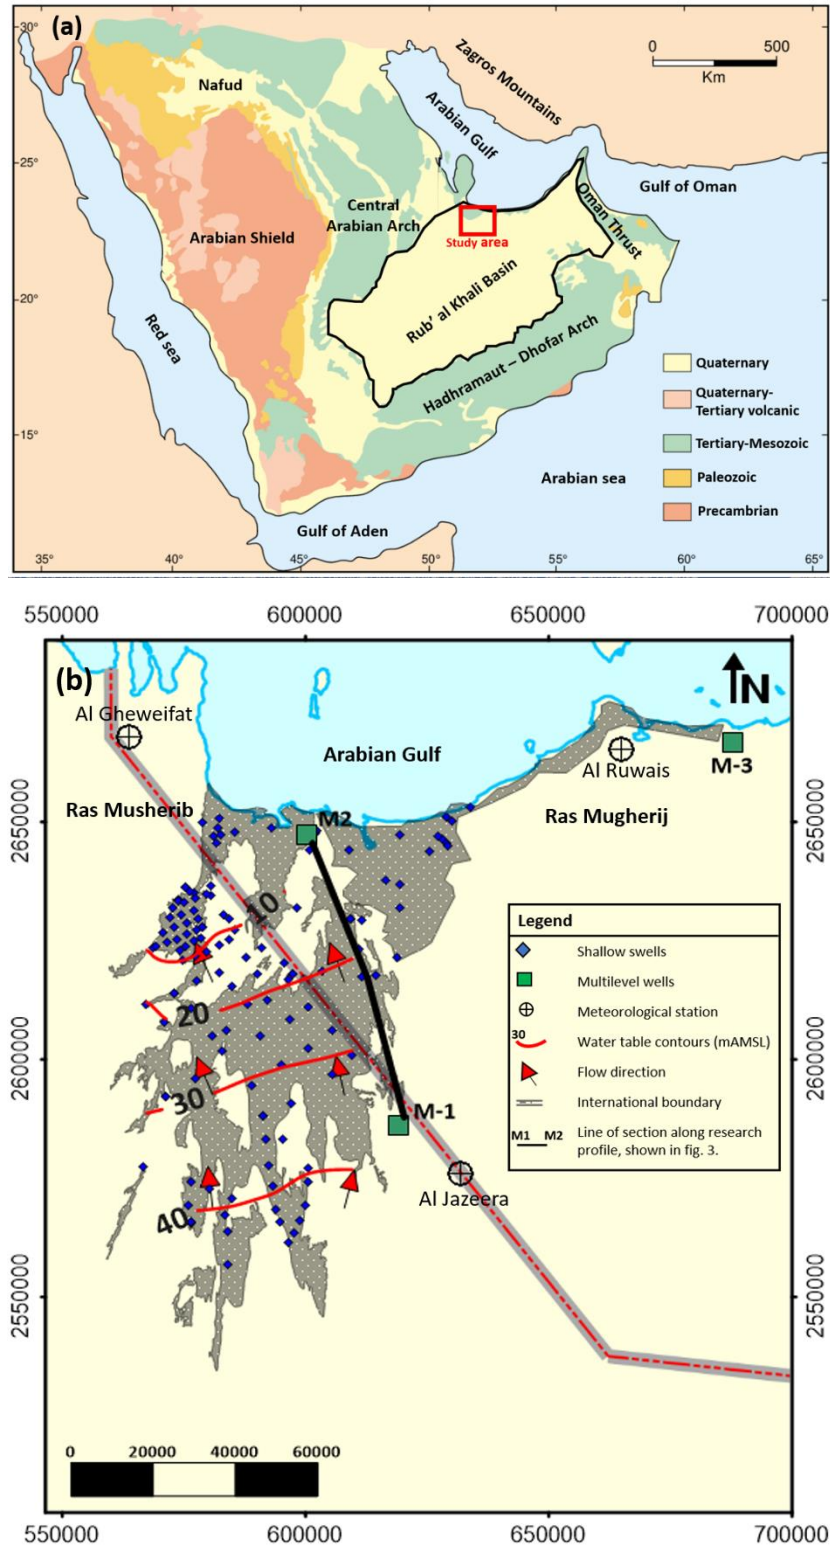 (a)
30°
25°
20°
15°
35°
40°
45°
50°
55°
60°
65°
0
500
Km
Zagros Mountains
Nafud
Arabian Gulf
Gulf of Oman
Central
Arabian Arch
Oman Thrust
Arabian Shield
Study area
Rub' al Khali Basin
Red sea
Hadhramaut – Dhofar Arch
Arabian sea
Gulf of Aden
Quaternary
Quaternary-
Tertiary volcanic
Tertiary-Mesozoic
Paleozoic
Precambrian
550000
600000
650000
700000
(b)
N
Al Gheweifat
Arabian Gulf
Al Ruwais
M-3
Ras Musherib
Ras Mugherij
M2
2650000
2650000
10
20
30
40
2600000
2600000
M-1
Al Jazeera
2550000
2550000
Legend
Shallow swells
Multilevel wells
Meteorological station
30
Water table contours (mAMSL)
Flow direction
International boundary
M1 M2
Line of section along research
profile, shown in fig. 3.
0
20000
40000
60000
550000
600000
650000
700000